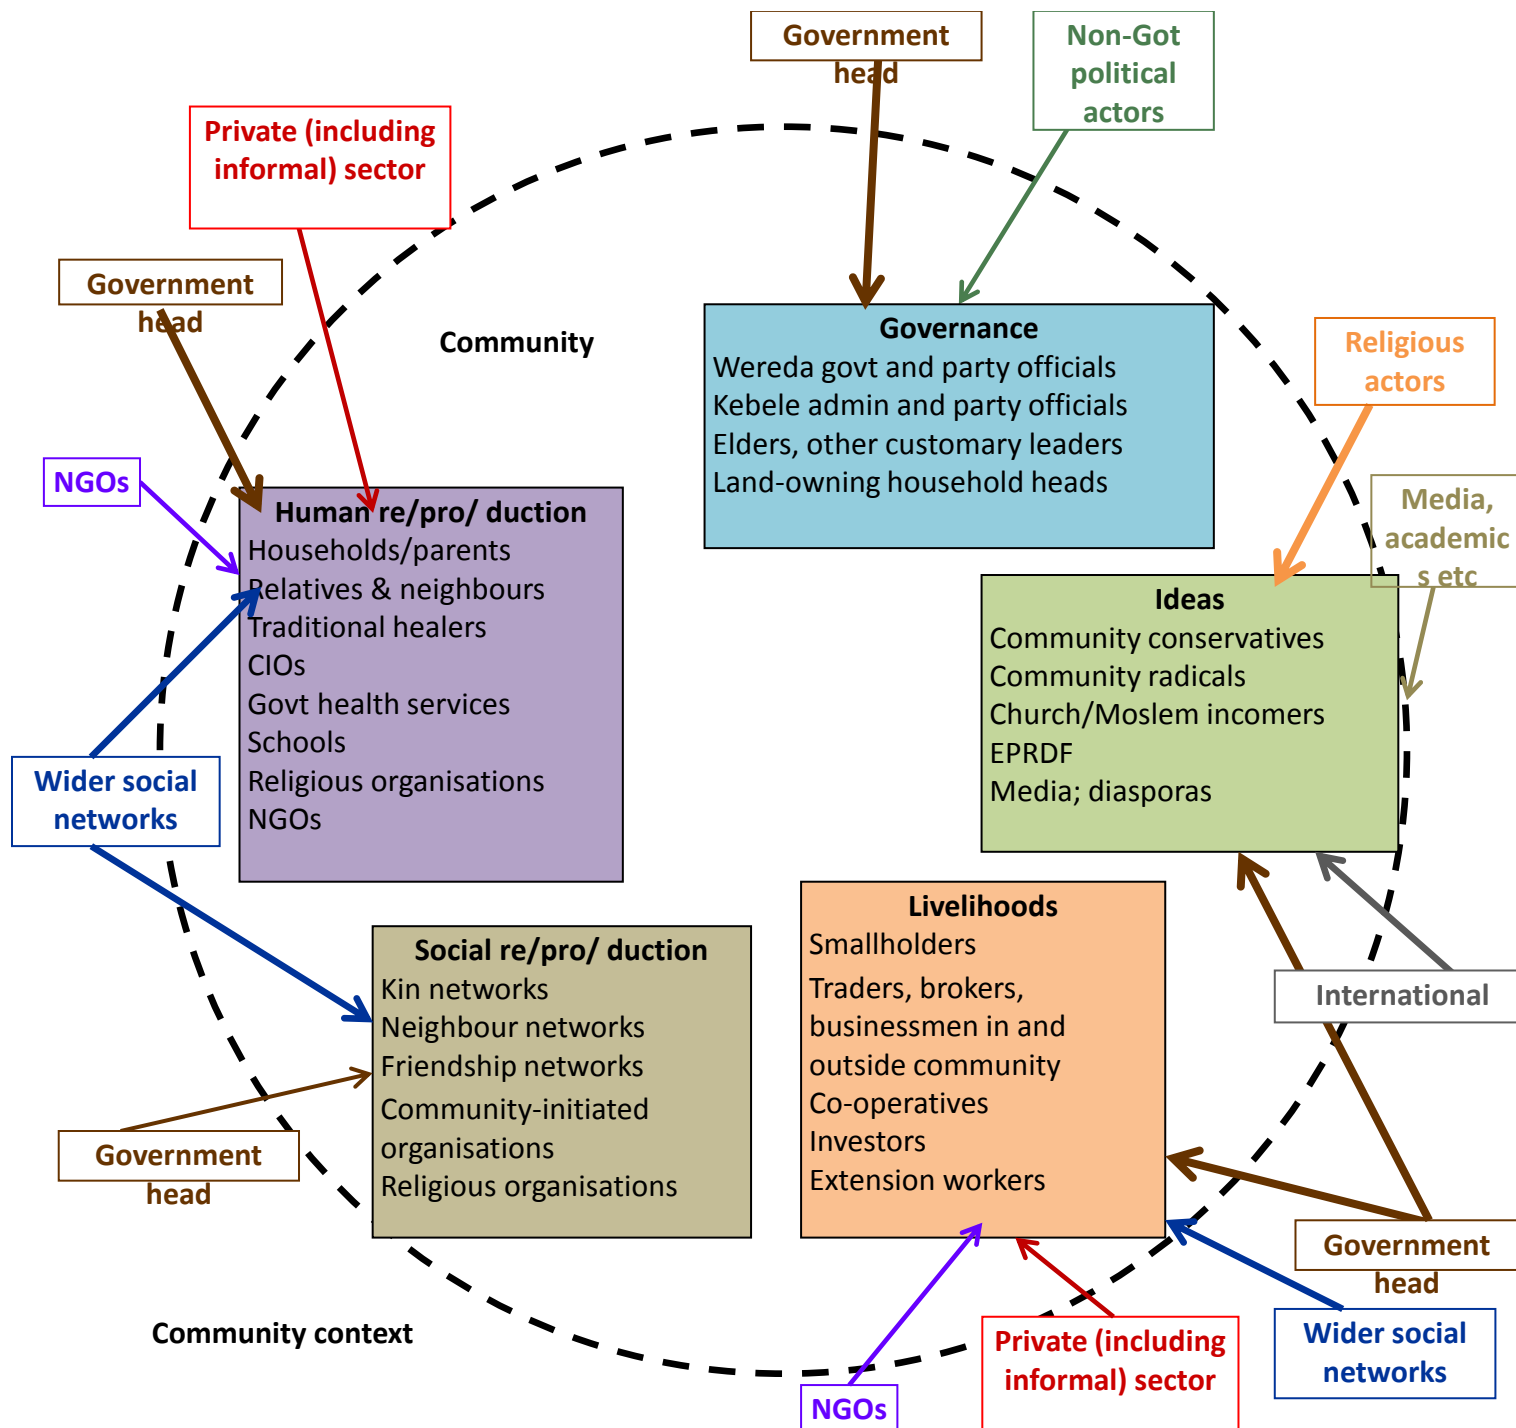 Government
head
Non-Got
political
actors
Private (including
informal) sector
Government
head
Community
Governance
Wereda govt and party officials
Kebele admin and party officials
Elders, other customary leaders
Land-owning household heads
Religious
actors
NGOs
Media,
academic
s etc
Human re/pro/ duction
Households/parents
Relatives & neighbours
Traditional healers
CIOs
Govt health services
Schools
Religious organisations
NGOs
Ideas
Community conservatives
Community radicals
Church/Moslem incomers
EPRDF
Media; diasporas
Wider social
networks
Livelihoods
Smallholders
Traders, brokers,
businessmen in and
outside community
Co-operatives
Investors
Extension workers
Social re/pro/ duction
Kin networks
Neighbour networks
Friendship networks
Community-initiated
organisations
Religious organisations
International
Government
head
Government
head
Community context
Private (including
informal) sector
Wider social
networks
NGOs